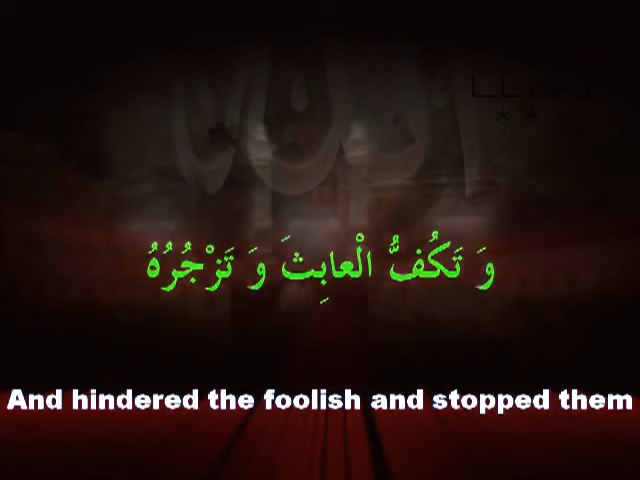 وَ تَكُفُّ الْعابِثَ وَ تَزْجُرُهُ
And hindered the foolish and stopped them